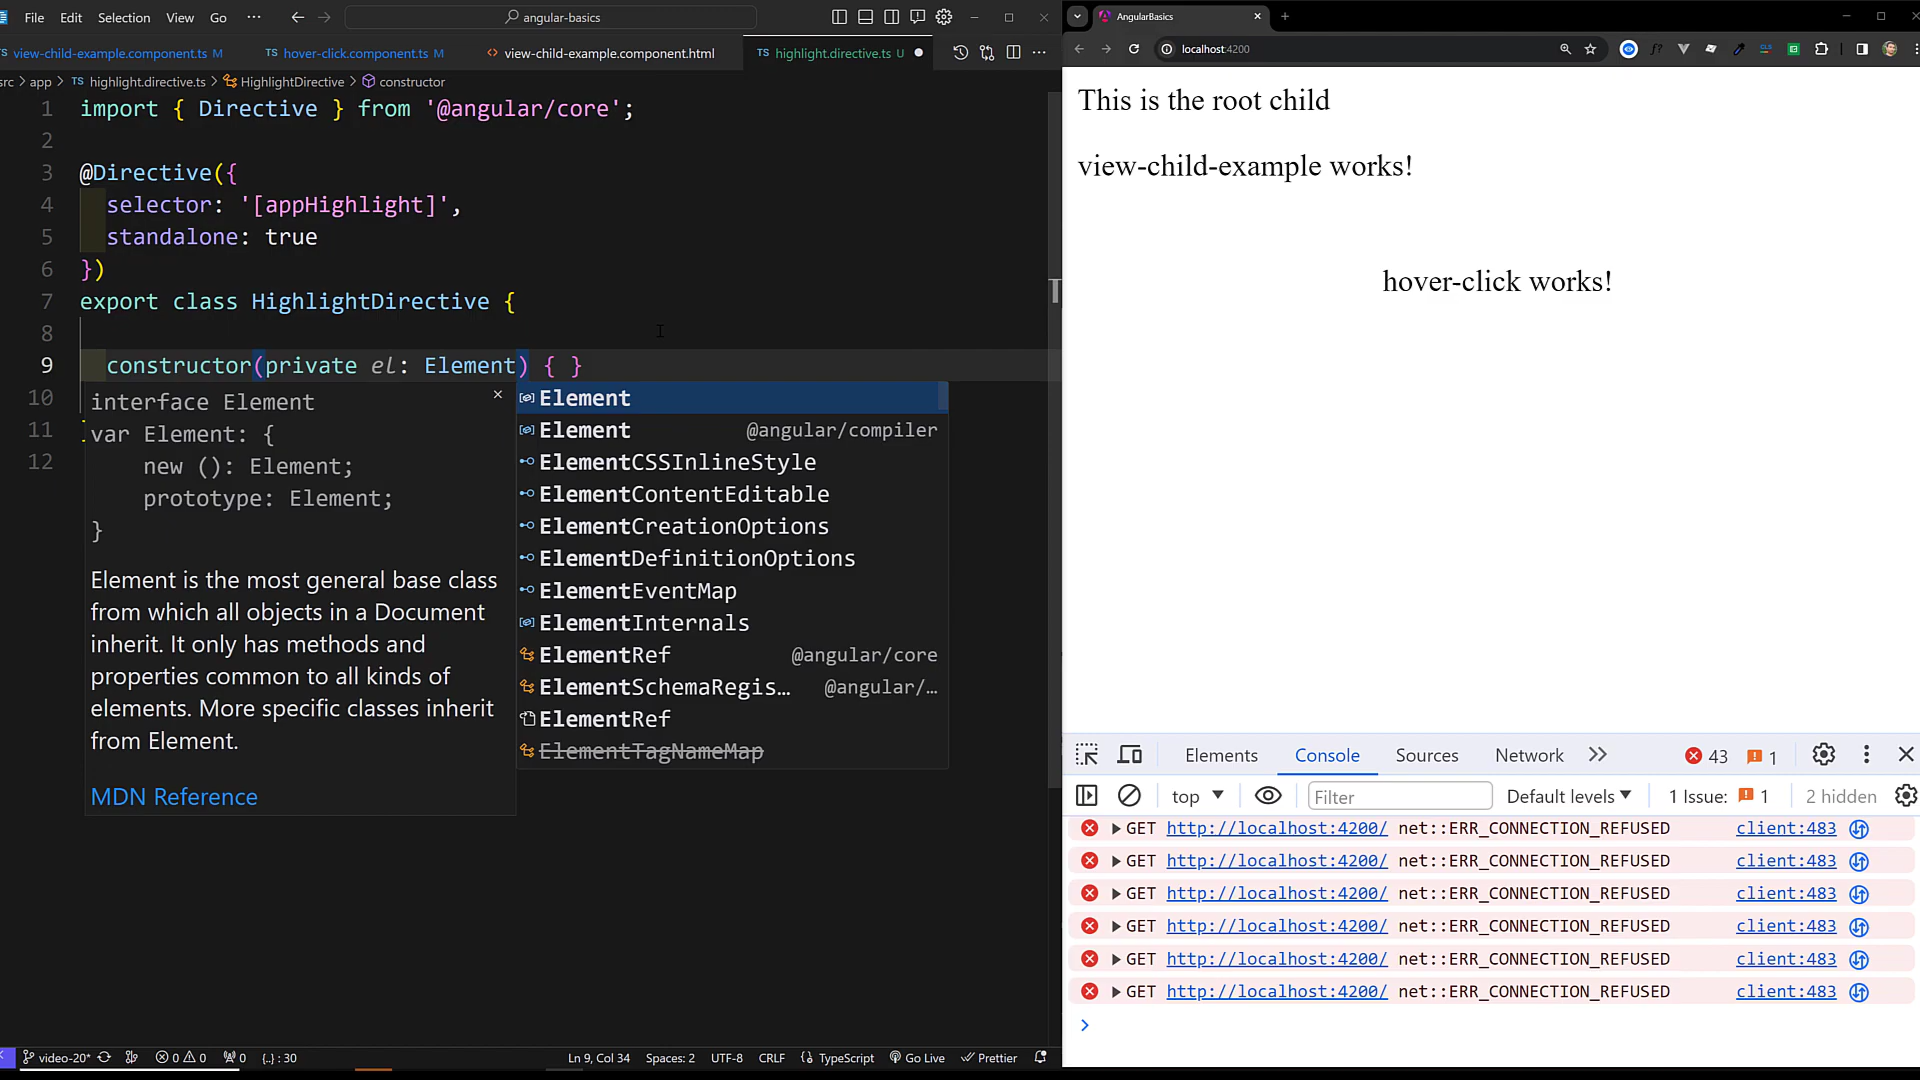 File Edit Selection View Go ··· angular-basics
view-child-example.component.ts M hover-click.component.ts M view-child-example.component.html TS highlight.directive.ts U
src > app > TS highlight.directive.ts > HighlightDirective > constructor
1 import { Directive } from '@angular/core';
2
3 @Directive({
4 selector: '[appHighlight]',
5 standalone: true
6 })
7 export class HighlightDirective {
8
9 constructor(private el: Element) { }
10
11
12
interface Element
var Element: {
new (): Element;
prototype: Element;
}
Element is the most general base class
from which all objects in a Document
inherit. It only has methods and
properties common to all kinds of
elements. More specific classes inherit
from Element.
MDN Reference
Element
Element @angular/compiler
ElementCSSInlineStyle
ElementContentEditable
ElementCreationOptions
ElementDefinitionOptions
ElementEventMap
ElementInternals
ElementRef @angular/core
ElementSchemaRegis… @angular/…
ElementRef
ElementTagNameMap
video-20* 0 0 0 {..} : 30 Ln 9, Col 34 Spaces: 2 UTF-8 CRLF TypeScript Go Live Prettier
AngularBasics
localhost:4200
This is the root child
view-child-example works!
hover-click works!
Elements Console Sources Network 43 1
top Filter Default levels 1 Issue: 1 2 hidden
GET http://localhost:4200/ net::ERR_CONNECTION_REFUSED client:483
GET http://localhost:4200/ net::ERR_CONNECTION_REFUSED client:483
GET http://localhost:4200/ net::ERR_CONNECTION_REFUSED client:483
GET http://localhost:4200/ net::ERR_CONNECTION_REFUSED client:483
GET http://localhost:4200/ net::ERR_CONNECTION_REFUSED client:483
GET http://localhost:4200/ net::ERR_CONNECTION_REFUSED client:483